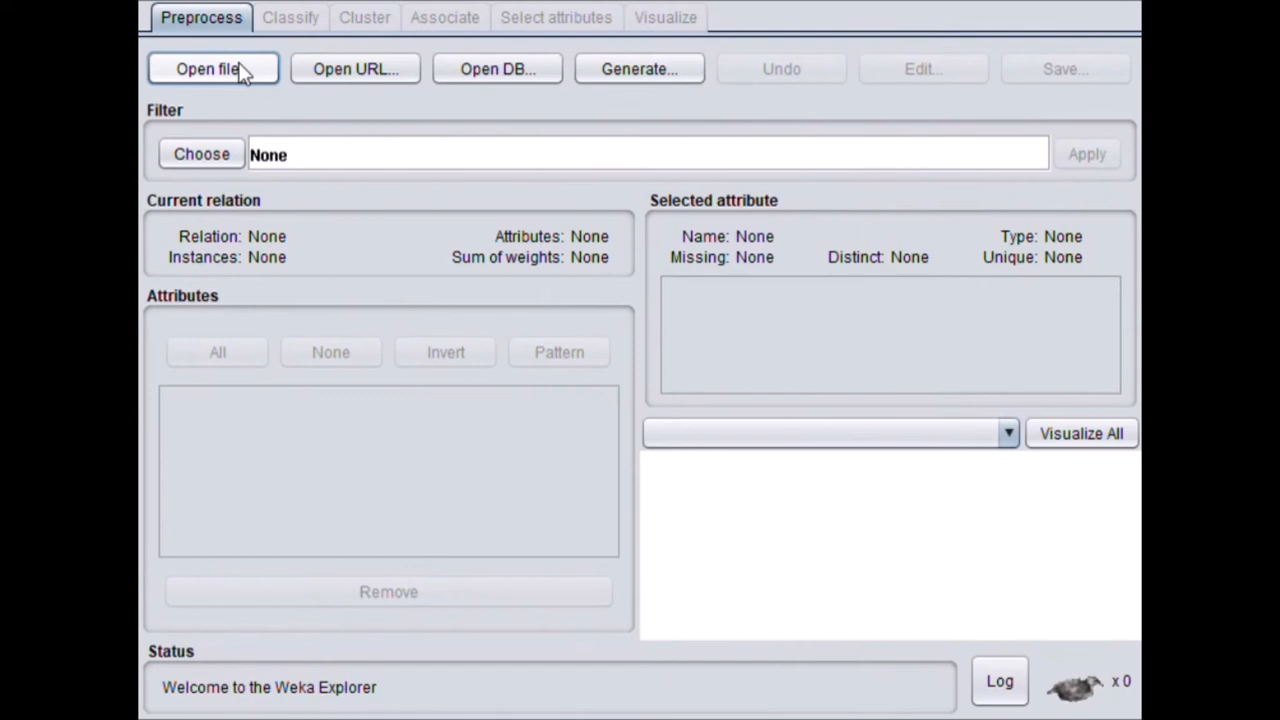 Preprocess Classify Cluster Associate Select attributes Visualize
Open file Open URL... Open DB... Generate... Undo Edit... Save...
Filter
Choose None Apply
Current relation
Relation: None Attributes: None
Instances: None Sum of weights: None
Selected attribute
Name: None Type: None
Missing: None Distinct: None Unique: None
Attributes
All None Invert Pattern
Visualize All
Remove
Status
Welcome to the Weka Explorer
Log x 0